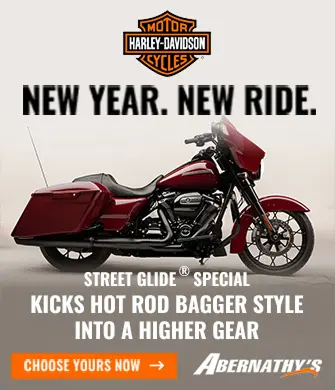 MOTOR
HARLEY-DAVIDSON
CYCLES
NEW YEAR. NEW RIDE.
STREET GLIDE® SPECIAL
KICKS HOT ROD BAGGER STYLE
INTO A HIGHER GEAR
CHOOSE YOURS NOW →
ABERNATHY'S